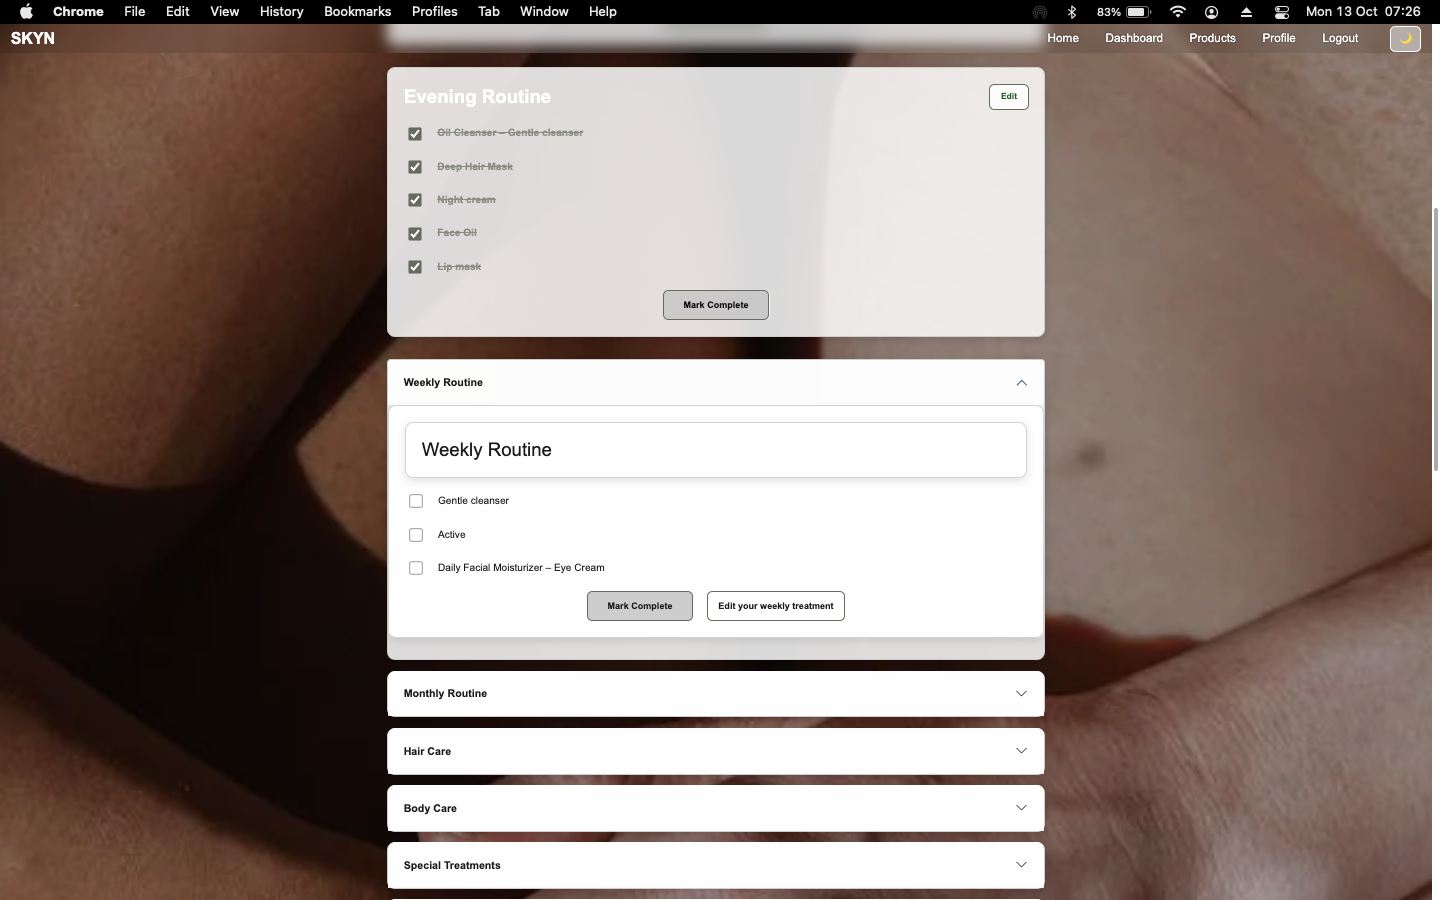 Chrome File Edit View History Bookmarks Profiles Tab Window Help 83% Mon 13 Oct 07:26
SKYN Home Dashboard Products Profile Logout
Evening Routine Edit
Oil Cleanser – Gentle cleanser
Deep Hair Mask
Night cream
Face Oil
Lip mask
Mark Complete
Weekly Routine
Weekly Routine
Gentle cleanser
Active
Daily Facial Moisturizer – Eye Cream
Mark Complete Edit your weekly treatment
Monthly Routine
Hair Care
Body Care
Special Treatments